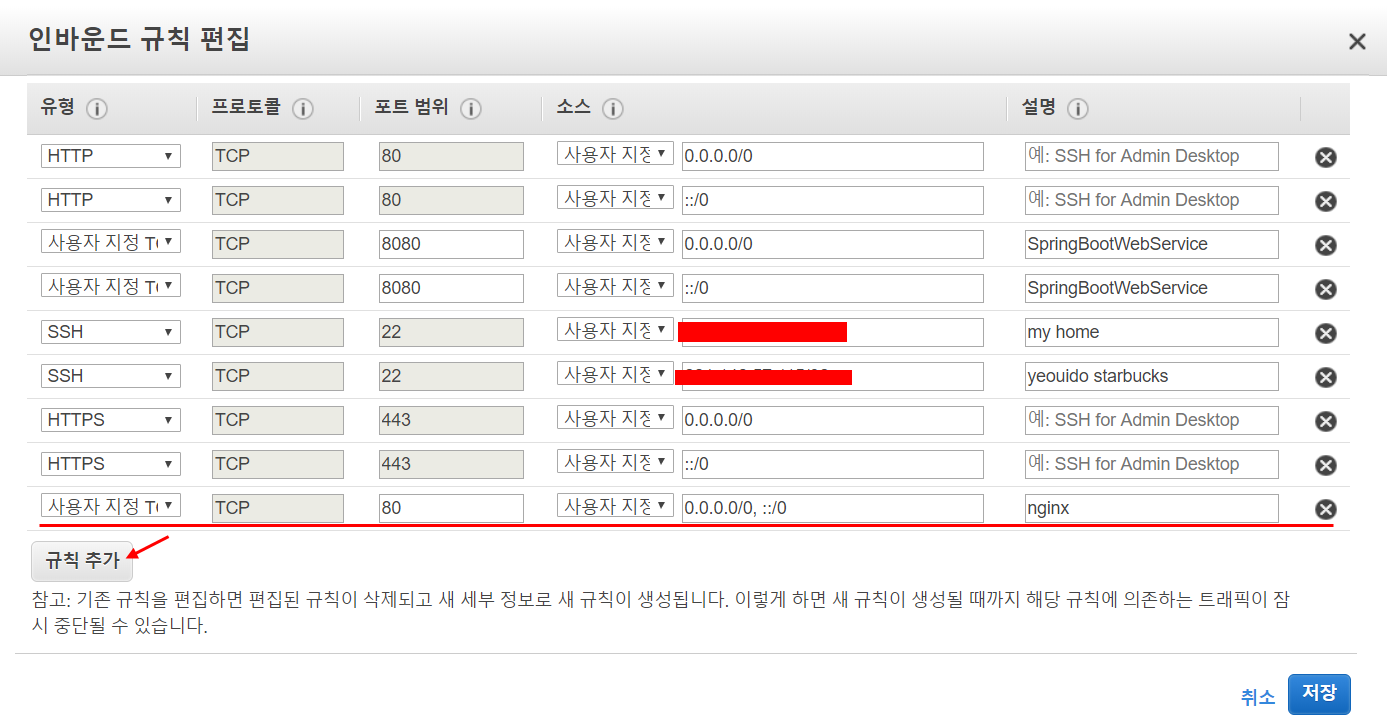 인바운드 규칙 편집
유형 프로토콜 포트 범위 소스 설명
HTTP TCP 80 사용자 지정 0.0.0.0/0 예: SSH for Admin Desktop
HTTP TCP 80 사용자 지정 ::/0 예: SSH for Admin Desktop
사용자 지정 TC TCP 8080 사용자 지정 0.0.0.0/0 SpringBootWebService
사용자 지정 TC TCP 8080 사용자 지정 ::/0 SpringBootWebService
SSH TCP 22 사용자 지정 my home
SSH TCP 22 사용자 지정 yeouido starbucks
HTTPS TCP 443 사용자 지정 0.0.0.0/0 예: SSH for Admin Desktop
HTTPS TCP 443 사용자 지정 ::/0 예: SSH for Admin Desktop
사용자 지정 TC TCP 80 사용자 지정 0.0.0.0/0, ::/0 nginx
규칙 추가
참고: 기존 규칙을 편집하면 편집된 규칙이 삭제되고 새 세부 정보로 새 규칙이 생성됩니다. 이렇게 하면 새 규칙이 생성될 때까지 해당 규칙에 의존하는 트래픽이 잠
시 중단될 수 있습니다.
취소 저장